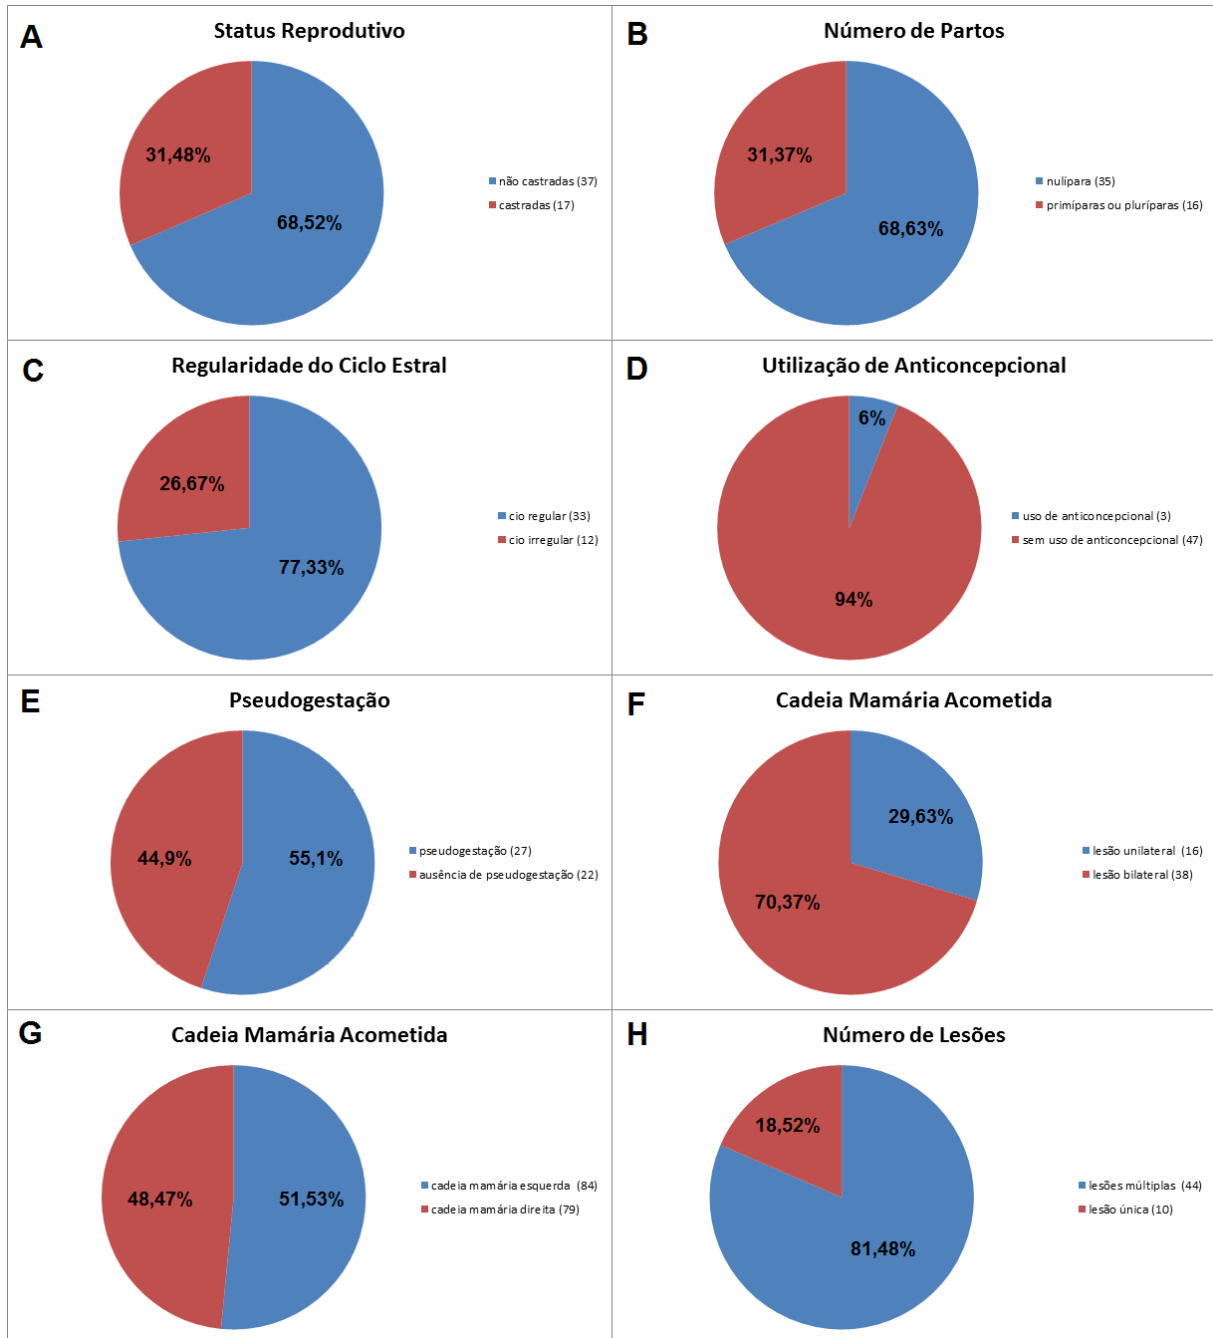 A
Status Reprodutivo
31,48%
68,52%
não castradas (37)
castradas (17)
B
Número de Partos
31,37%
68,63%
nulípara (35)
primíparas ou pluríparas (16)
C
Regularidade do Ciclo Estral
26,67%
77,33%
cio regular (33)
cio irregular (12)
D
Utilização de Anticoncepcional
6%
94%
uso de anticoncepcional (3)
sem uso de anticoncepcional (47)
E
Pseudogestação
44,9%
55,1%
pseudogestação (27)
ausência de pseudogestação (22)
F
Cadeia Mamária Acometida
29,63%
70,37%
lesão unilateral (16)
lesão bilateral (38)
G
Cadeia Mamária Acometida
48,47%
51,53%
cadeia mamária esquerda (84)
cadeia mamária direita (79)
H
Número de Lesões
18,52%
81,48%
lesões múltiplas (44)
lesão única (10)